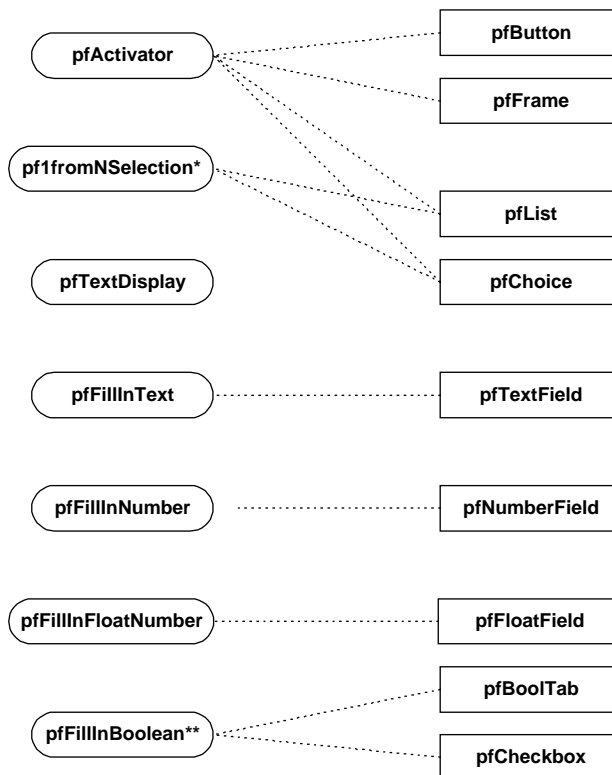 pfButton
pfActivator
pfFrame
pf1fromNSelection*
pfList
pfTextDisplay
pfChoice
pfFillInText
pfTextField
pfFillInNumber
pfNumberField
pfFillInFloatNumber
pfFloatField
pfBoolTab
pfFillInBoolean**
pfCheckbox